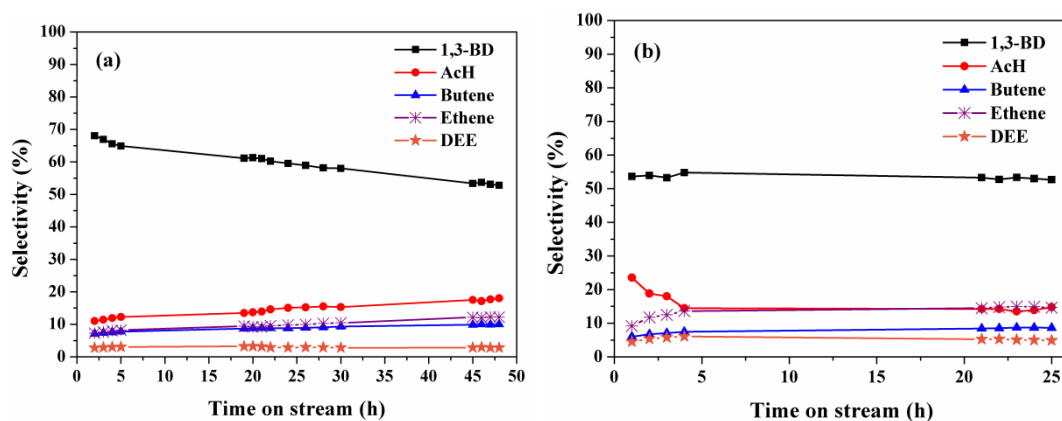 (a)
1,3-BD
AcH
Butene
Ethene
DEE
Selectivity (%)
100
90
80
70
60
50
40
30
20
10
0
0 5 10 15 20 25 30 35 40 45 50
Time on stream (h)
(b)
1,3-BD
AcH
Butene
Ethene
DEE
Selectivity (%)
100
90
80
70
60
50
40
30
20
10
0
0 5 10 15 20 25
Time on stream (h)